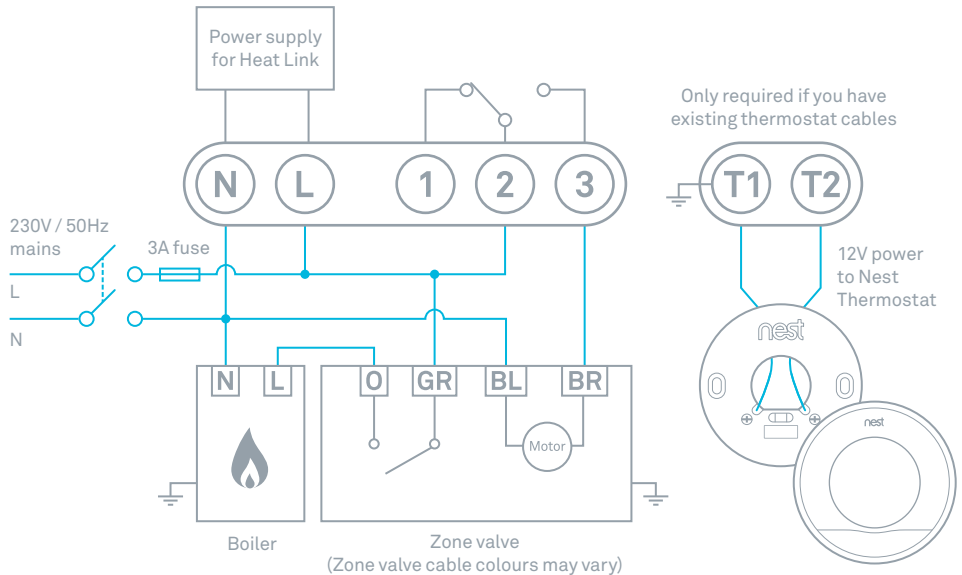 Power supply
for Heat Link
Only required if you have
existing thermostat cables
N L 1 2 3
T1 T2
230V / 50Hz
mains
3A fuse
L
N
12V power
to Nest
Thermostat
nest
N L O GR BL BR
Motor
nest
Boiler
Zone valve
(Zone valve cable colours may vary)